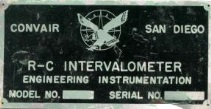 CONVAIR SAN DIEGO
R-C INTERVALOMETER
ENGINEERING INSTRUMENTATION
MODEL NO. SERIAL NO.